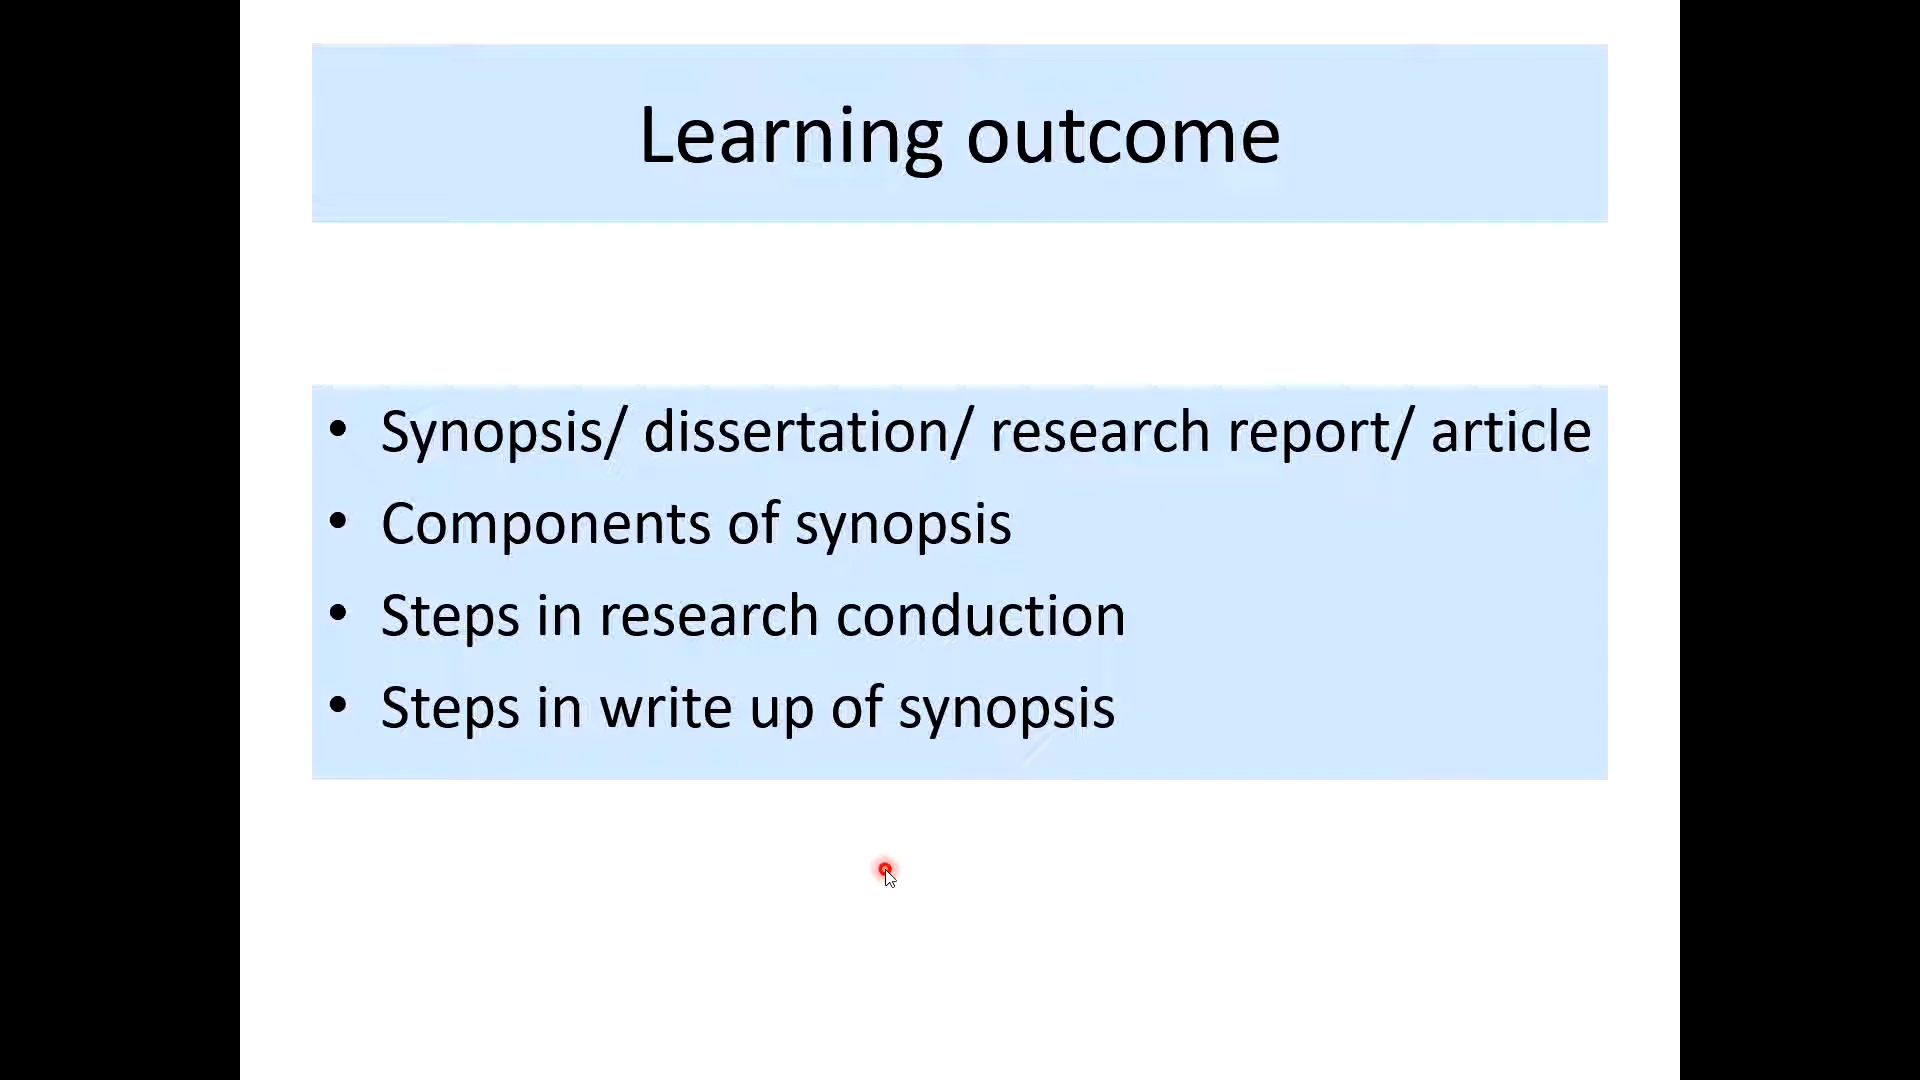 Learning outcome
• Synopsis/ dissertation/ research report/ article
• Components of synopsis
• Steps in research conduction
• Steps in write up of synopsis